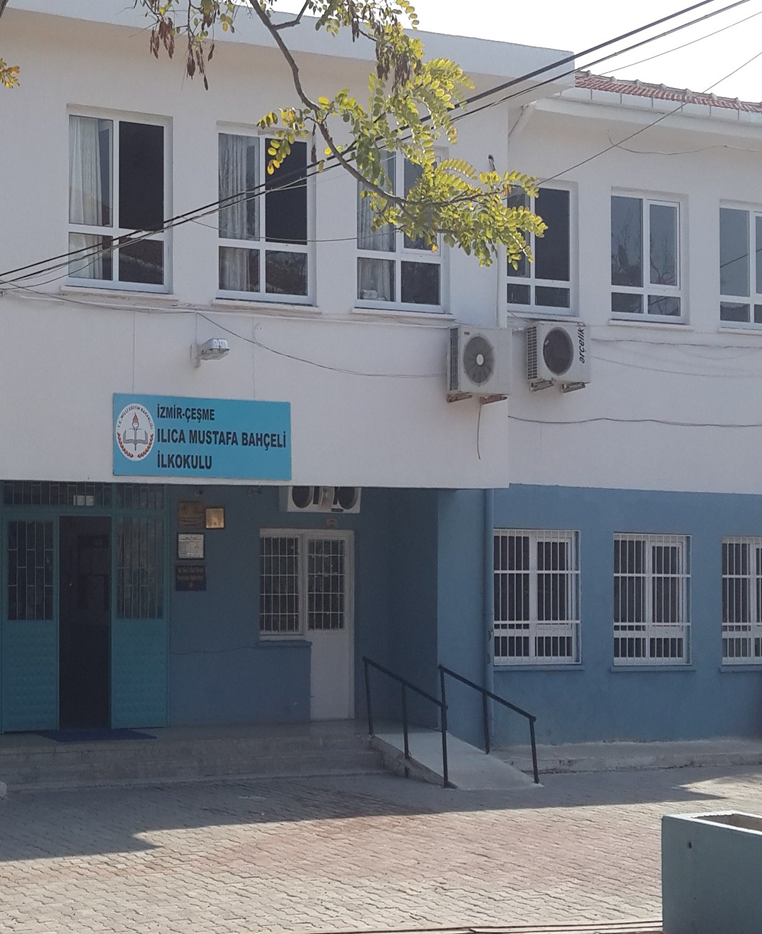 İZMİR-ÇEŞME
ILICA MUSTAFA BAHÇELİ
İLKOKULU
arçelik